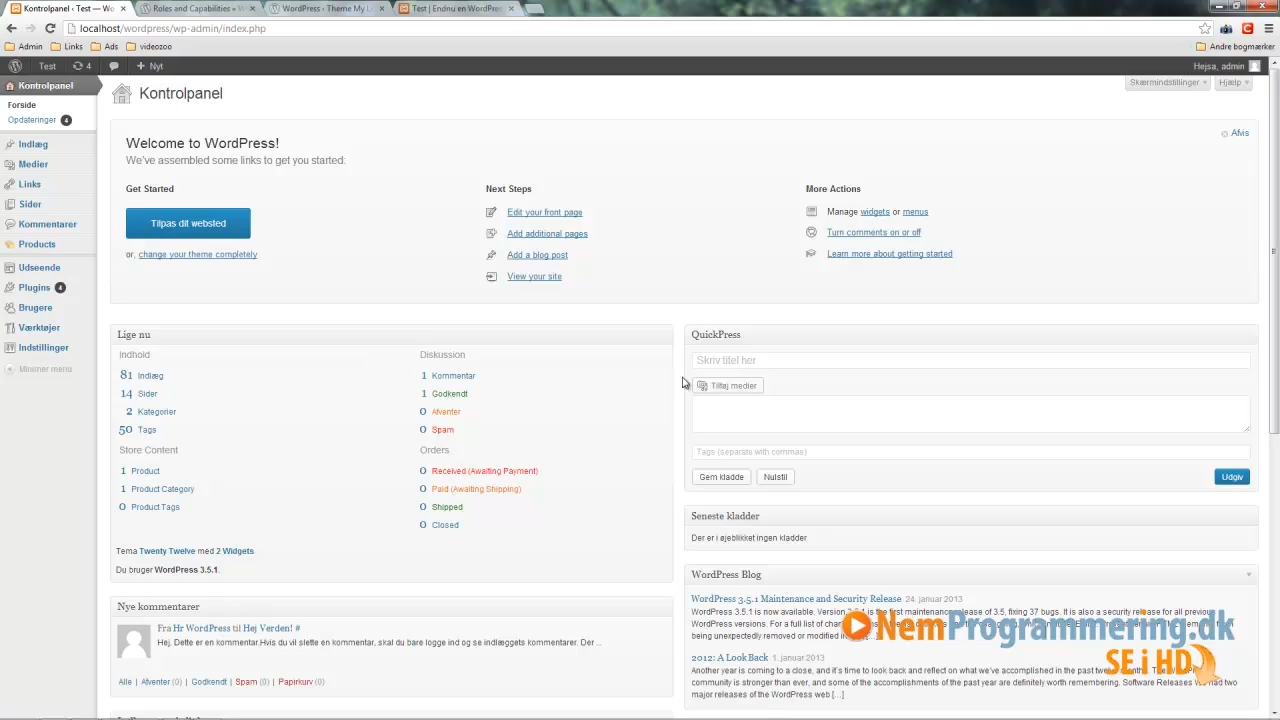 Kontrolpanel ‹ Test — Wo
Roles and Capabilities « W
WordPress › Theme My L
Test | Endnu en WordPres
localhost/wordpress/wp-admin/index.php
Admin
Links
Ads
videozoo
Andre bogmærker
Test
4
Nyt
Hejsa, admin
Kontrolpanel
Forside
Opdateringer 4
Indlæg
Medier
Links
Sider
Kommentarer
Products
Udseende
Plugins 4
Brugere
Værktøjer
Indstillinger
Minimer menu
Kontrolpanel
Skærmindstillinger
Hjælp
Welcome to WordPress!
We've assembled some links to get you started:
Afvis
Get Started
Tilpas dit websted
or, change your theme completely
Next Steps
Edit your front page
Add additional pages
Add a blog post
View your site
More Actions
Manage widgets or menus
Turn comments on or off
Learn more about getting started
Lige nu
Indhold
81 Indlæg
14 Sider
2 Kategorier
50 Tags
Store Content
1 Product
1 Product Category
0 Product Tags
Diskussion
1 Kommentar
1 Godkendt
0 Afventer
0 Spam
Orders
0 Received (Awaiting Payment)
0 Paid (Awaiting Shipping)
0 Shipped
0 Closed
Tema Twenty Twelve med 2 Widgets
Du bruger WordPress 3.5.1.
Nye kommentarer
Fra Hr WordPress til Hej Verden! #
Hej. Dette er en kommentar.Hvis du vil slette en kommentar, skal du bare logge ind og se indlæggets kommentarer. Der ...
Alle | Afventer (0) | Godkendt | Spam (0) | Papirkurv (0)
QuickPress
Skriv titel her
Tilføj medier
Tags (separate with commas)
Gem kladde
Nulstil
Udgiv
Seneste kladder
Der er i øjeblikket ingen kladder
WordPress Blog
WordPress 3.5.1 Maintenance and Security Release 24. januar 2013
WordPress 3.5.1 is now available. Version 3.5.1 is the first maintenance release of 3.5, fixing 37 bugs. It is also a security release for all previous
WordPress versions. For a full list of
being unexpectedly removed or modified
NemProgrammering.dk
SE i HD
2012: A Look Back 1. januar 2013
Another year is coming to a close, and it's time to look back and reflect on what we've accomplished in the past
community is stronger than ever, and some of the accomplishments of the past year are definitely worth remembering. Software Releases We had two
major releases of the WordPress web [...]